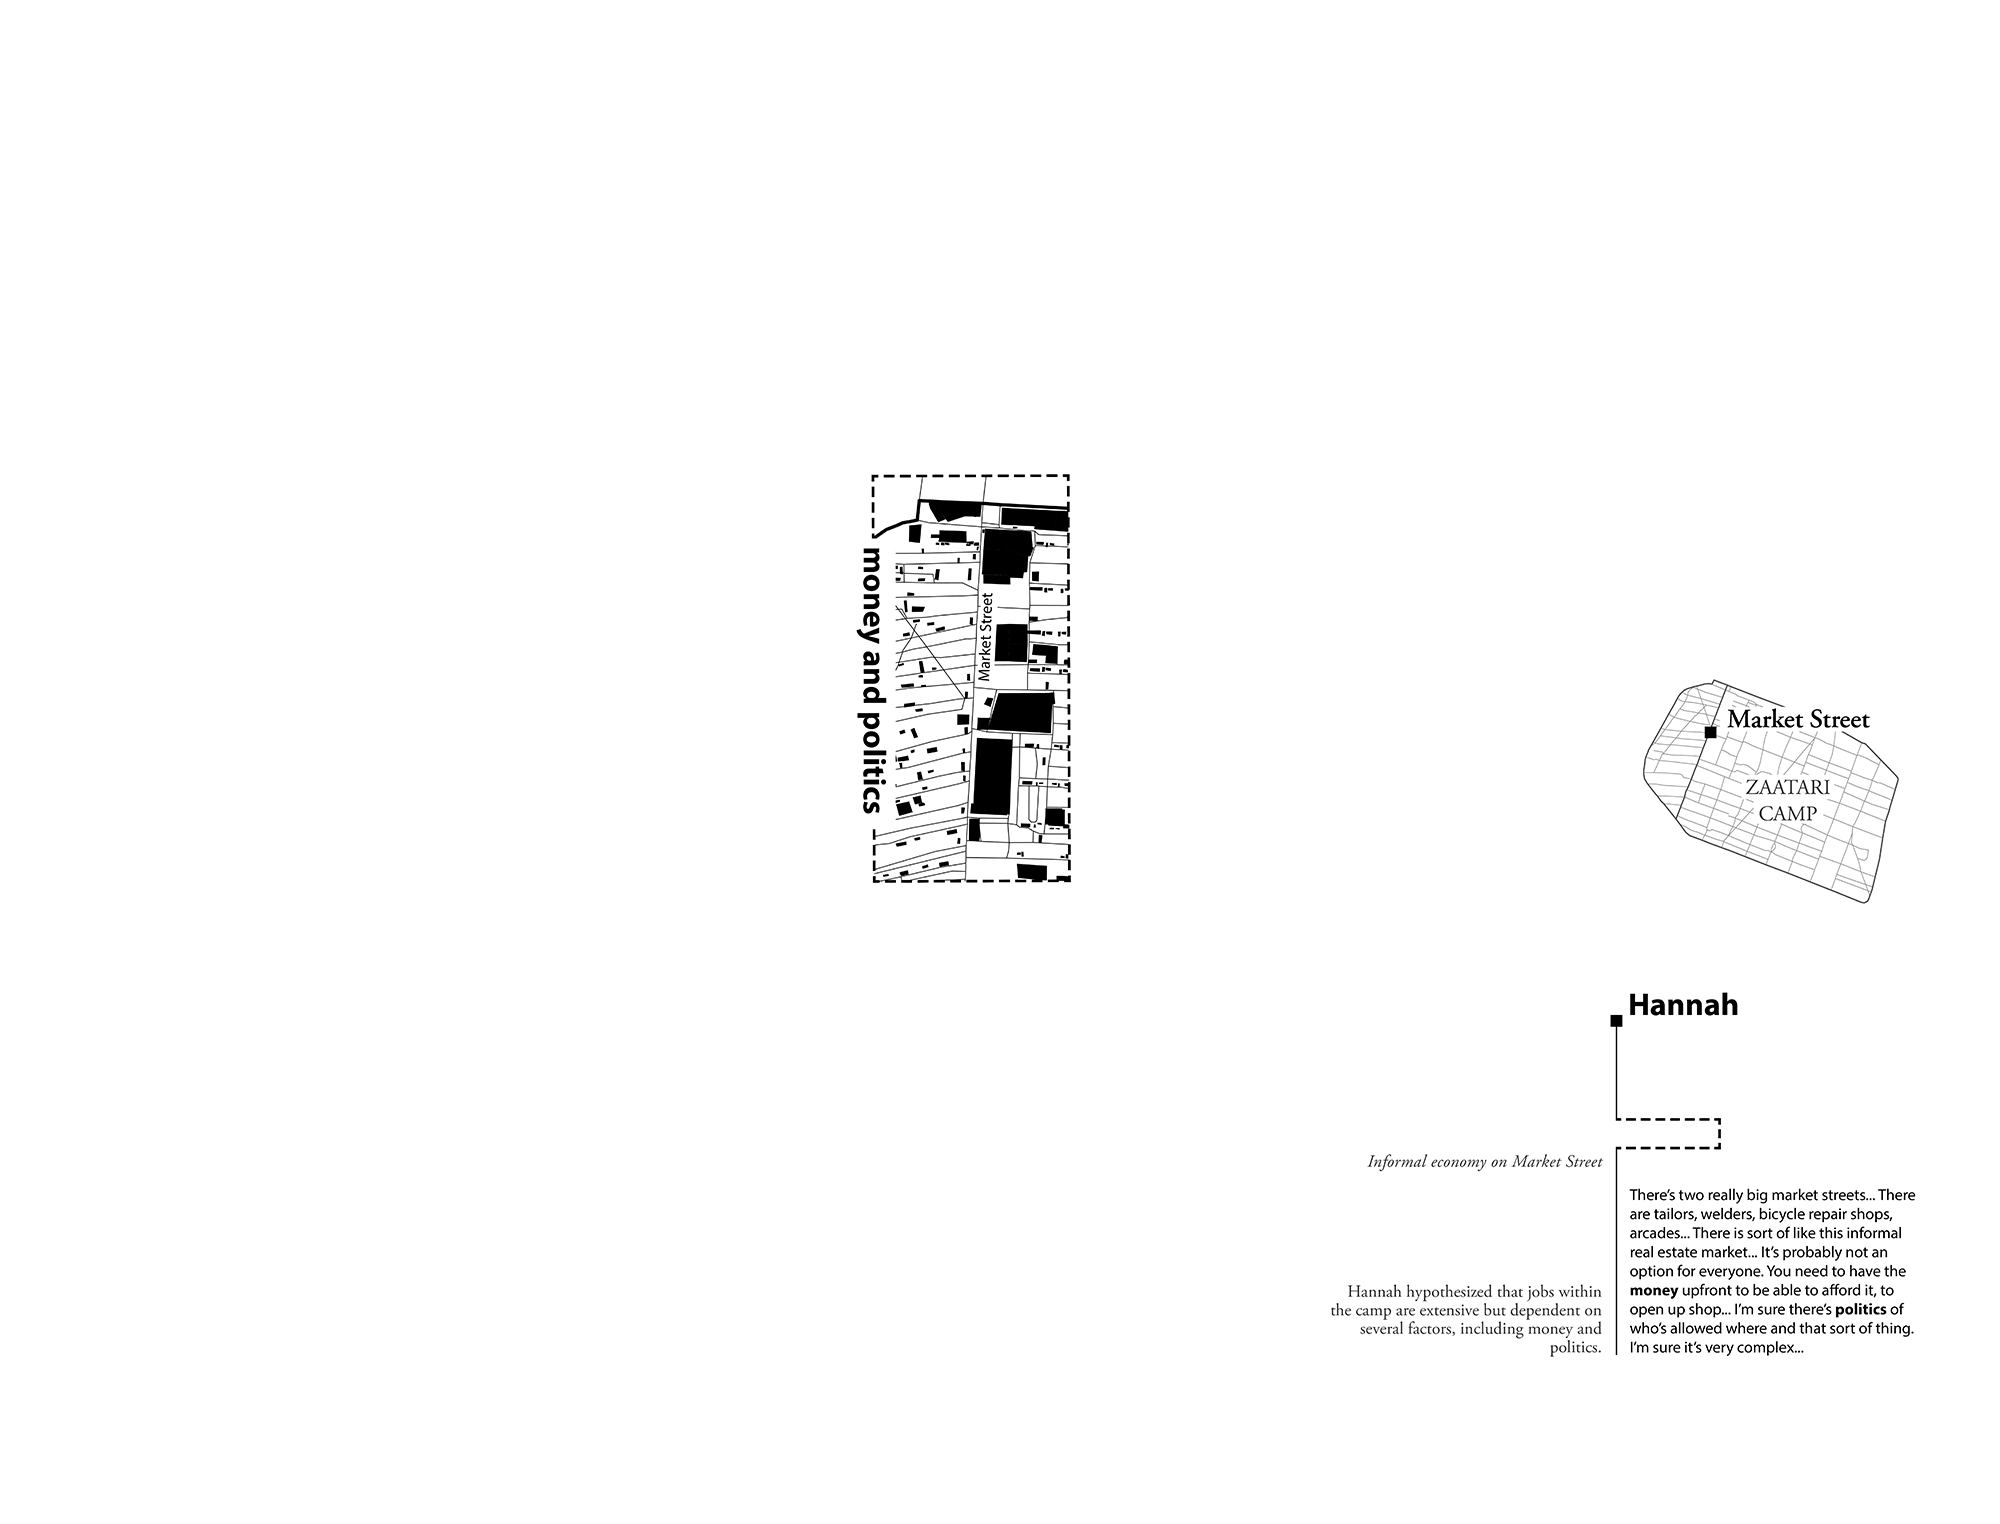 money and politics
Market Street
Market Street
ZAATARI
CAMP
Hannah
Informal economy on Market Street
Hannah hypothesized that jobs within
the camp are extensive but dependent on
several factors, including money and
politics.
There's two really big market streets... There
are tailors, welders, bicycle repair shops,
arcades... There is sort of like this informal
real estate market... It's probably not an
option for everyone. You need to have the
money upfront to be able to afford it, to
open up shop... I'm sure there's politics of
who's allowed where and that sort of thing.
I'm sure it's very complex...